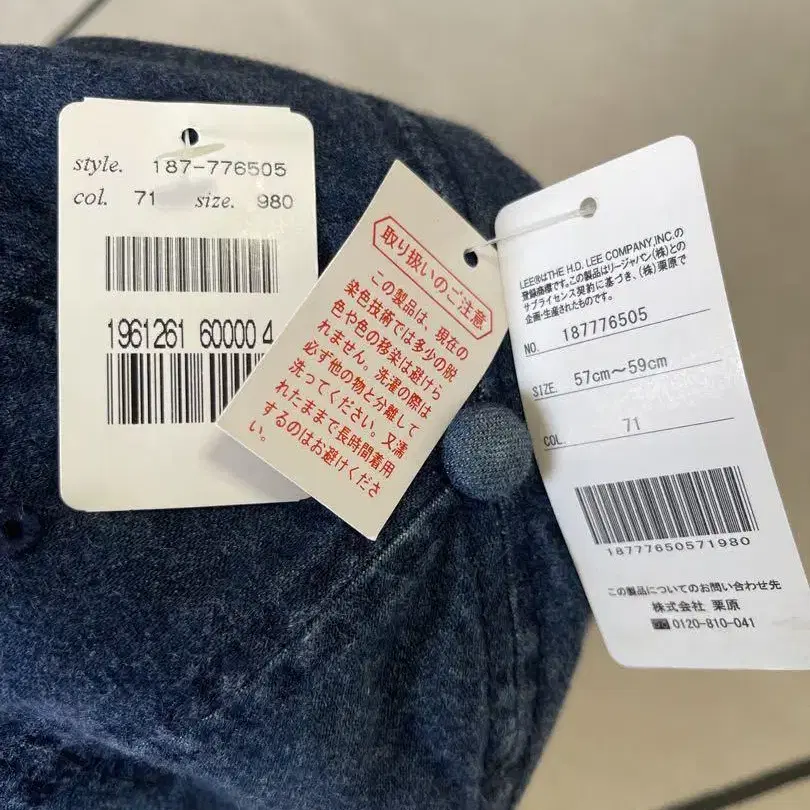 style. 187-776505
col. 71 size. 980
1961261 60000 4
取り扱いのご注意
この製品は、現在の
染色技術では多少の脱
色や色の移染は避けら
れません。洗濯の際は
必ず他の物と分離して
洗ってください。又濡
れたままで長時間着用
するのはお避けくださ
い。
LEE®はTHE H.D. LEE COMPANY,INC.の
登録商標です。この製品はリージャパン(株)との
サブライセンス契約に基づき、(株)栗原で
企画・生産されたものです。
NO. 187776505
SIZE. 57cm～59cm
COL. 71
18777650571980
この製品についてのお問い合わせ先
株式会社 栗原
0120-810-041